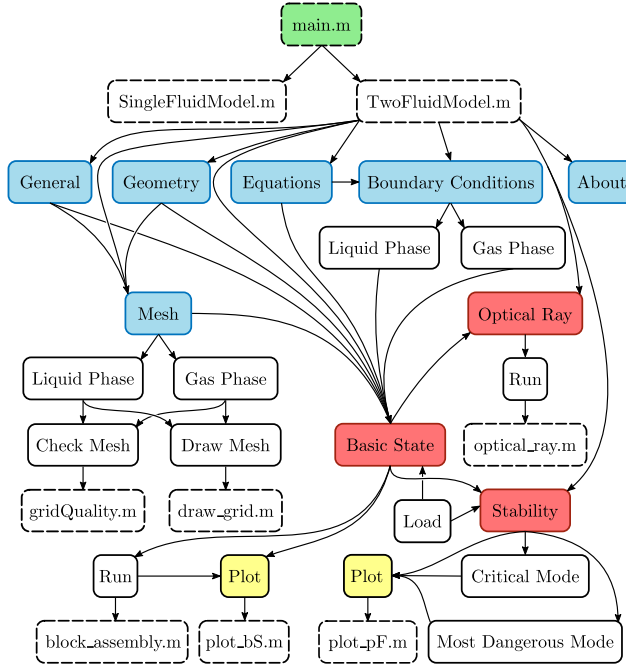 main.m
SingleFluidModel.m
TwoFluidModel.m
General
Geometry
Equations
Boundary Conditions
About
Liquid Phase
Gas Phase
Mesh
Optical Ray
Liquid Phase
Gas Phase
Run
Check Mesh
Draw Mesh
Basic State
optical_ray.m
gridQuality.m
draw_grid.m
Load
Stability
Run
Plot
Plot
Critical Mode
block_assembly.m
plot_bS.m
plot_pF.m
Most Dangerous Mode